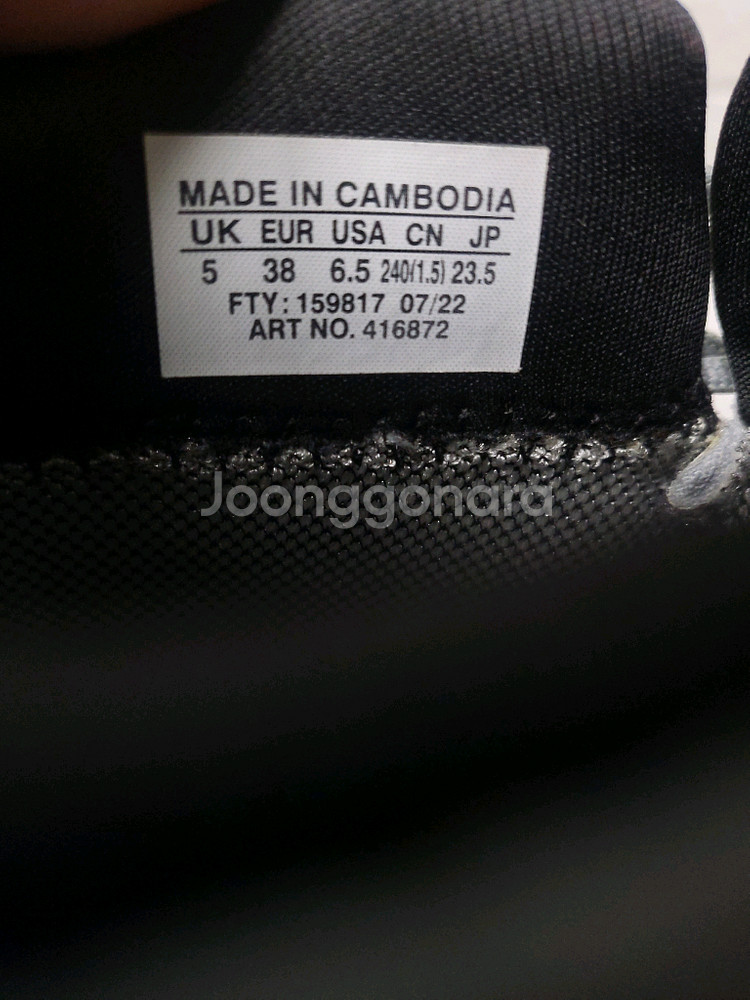 MADE IN CAMBODIA
UK EUR USA CN JP
5 38 6.5 240(1.5) 23.5
FTY: 159817 07/22
ART NO. 416872
Joonggonara